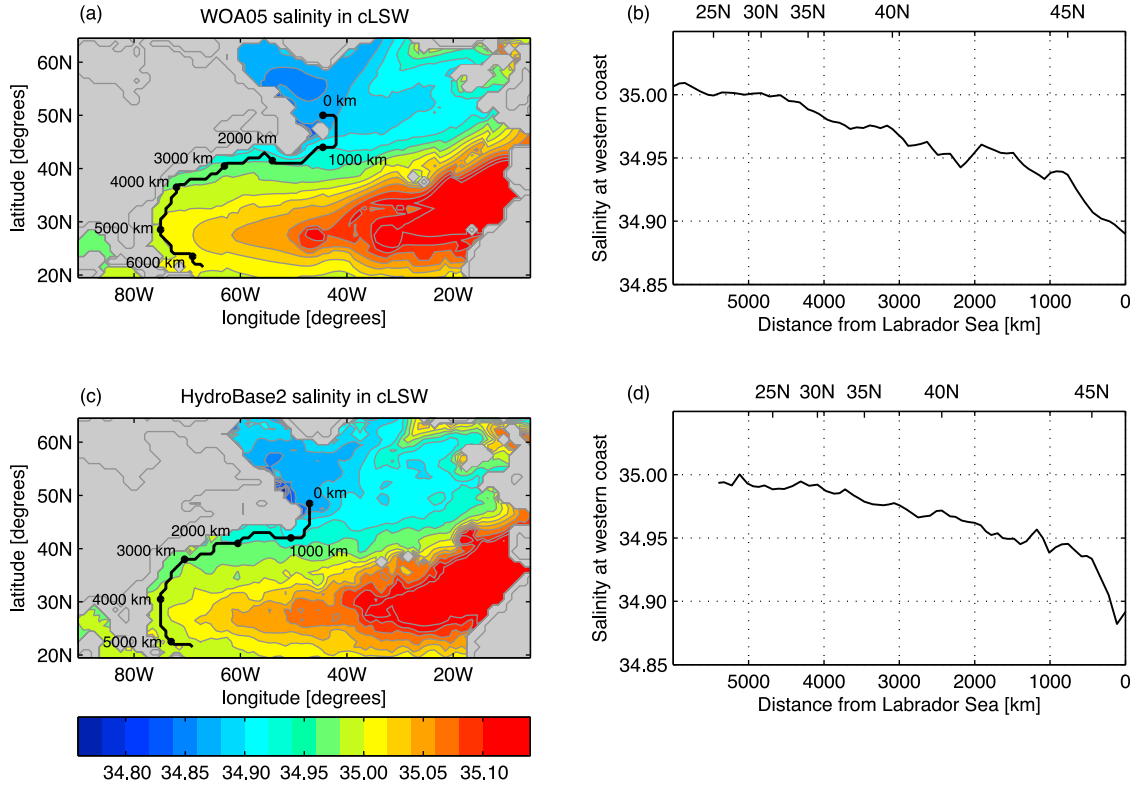 (a) WOA05 salinity in cLSW
60N
50N
40N
30N
20N
latitude [degrees]
0 km
1000 km
2000 km
3000 km
4000 km
5000 km
6000 km
80W 60W 40W 20W
longitude [degrees]
(b) 25N 30N 35N 40N 45N
35.00
34.95
34.90
34.85
Salinity at western coast
5000 4000 3000 2000 1000 0
Distance from Labrador Sea [km]
(c) HydroBase2 salinity in cLSW
60N
50N
40N
30N
20N
latitude [degrees]
0 km
1000 km
2000 km
3000 km
4000 km
5000 km
80W 60W 40W 20W
longitude [degrees]
34.80 34.85 34.90 34.95 35.00 35.05 35.10
(d) 25N 30N 35N 40N 45N
35.00
34.95
34.90
34.85
Salinity at western coast
5000 4000 3000 2000 1000 0
Distance from Labrador Sea [km]